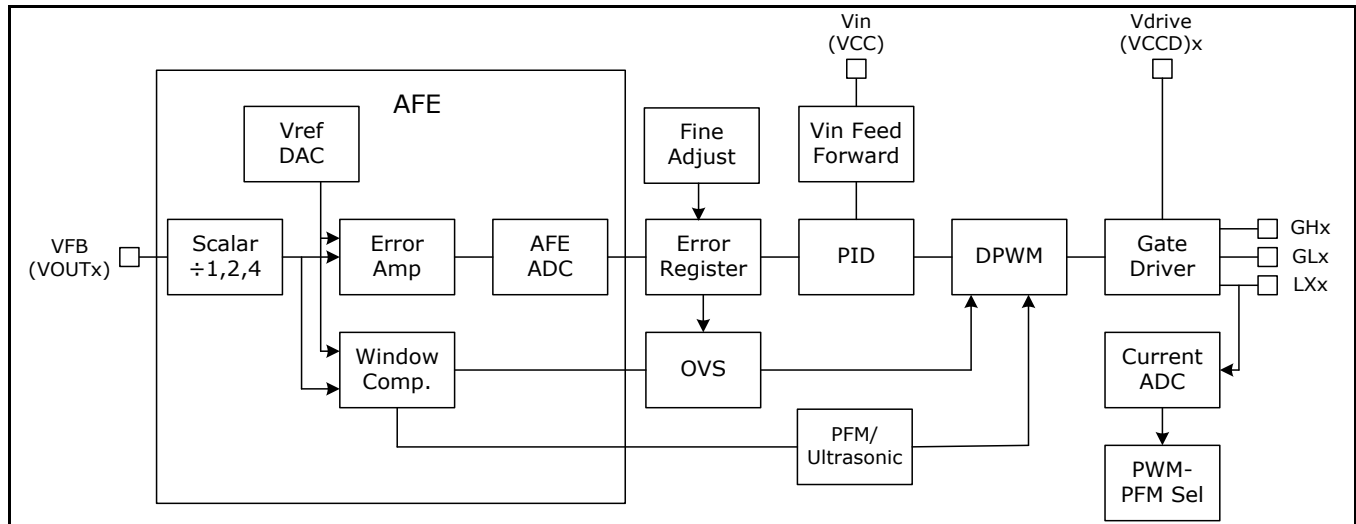 Vin
(VCC)
Vdrive
(VCCD)x
AFE
Vref
DAC
Fine
Adjust
Vin Feed
Forward
VFB
(VOUTx)
Scalar
÷1,2,4
Error
Amp
AFE
ADC
Error
Register
PID
DPWM
Gate
Driver
GHx
GLx
LXx
Window
Comp.
OVS
Current
ADC
PFM/
Ultrasonic
PWM-
PFM Sel